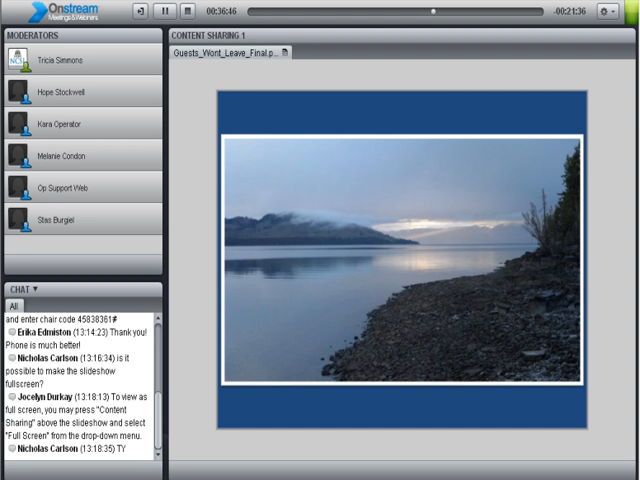 Onstream
Meetings & Webinars
00:36:46
-00:21:36
MODERATORS
NCSL
Tricia Simmons
Hope Stockwell
Kara Operator
Melanie Condon
Op Support Web
Stas Burgiel
CHAT
All
and enter chair code 45838361#
Erika Edmiston (13:14:23) Thank you!
Phone is much better!
Nicholas Carlson (13:16:34) is it
possible to make the slideshow
fullscreen?
Jocelyn Durkay (13:18:13) To view as
full screen, you may press "Content
Sharing" above the slideshow and select
"Full Screen" from the drop-down menu.
Nicholas Carlson (13:18:35) TY
CONTENT SHARING 1
Guests_Wont_Leave_Final.p...